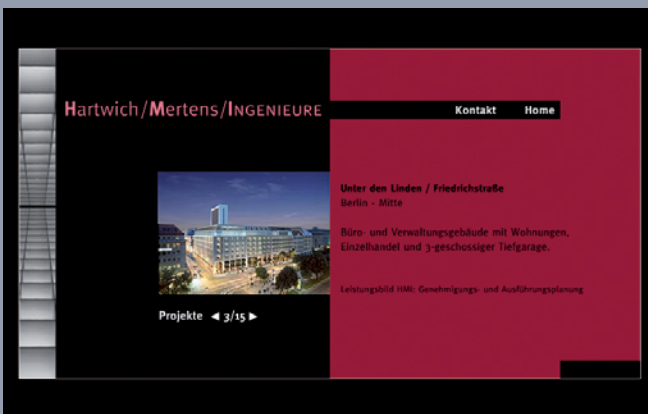 Hartwich/Mertens/Ingenieure
Kontakt Home
Unter den Linden / Friedrichstraße
Berlin - Mitte
Büro- und Verwaltungsgebäude mit Wohnungen,
Einzelhandel und 3-geschossiger Tiefgarage.
Leistungsbild HMI: Genehmigungs- und Ausführungsplanung
Projekte ◀ 3/15 ▶